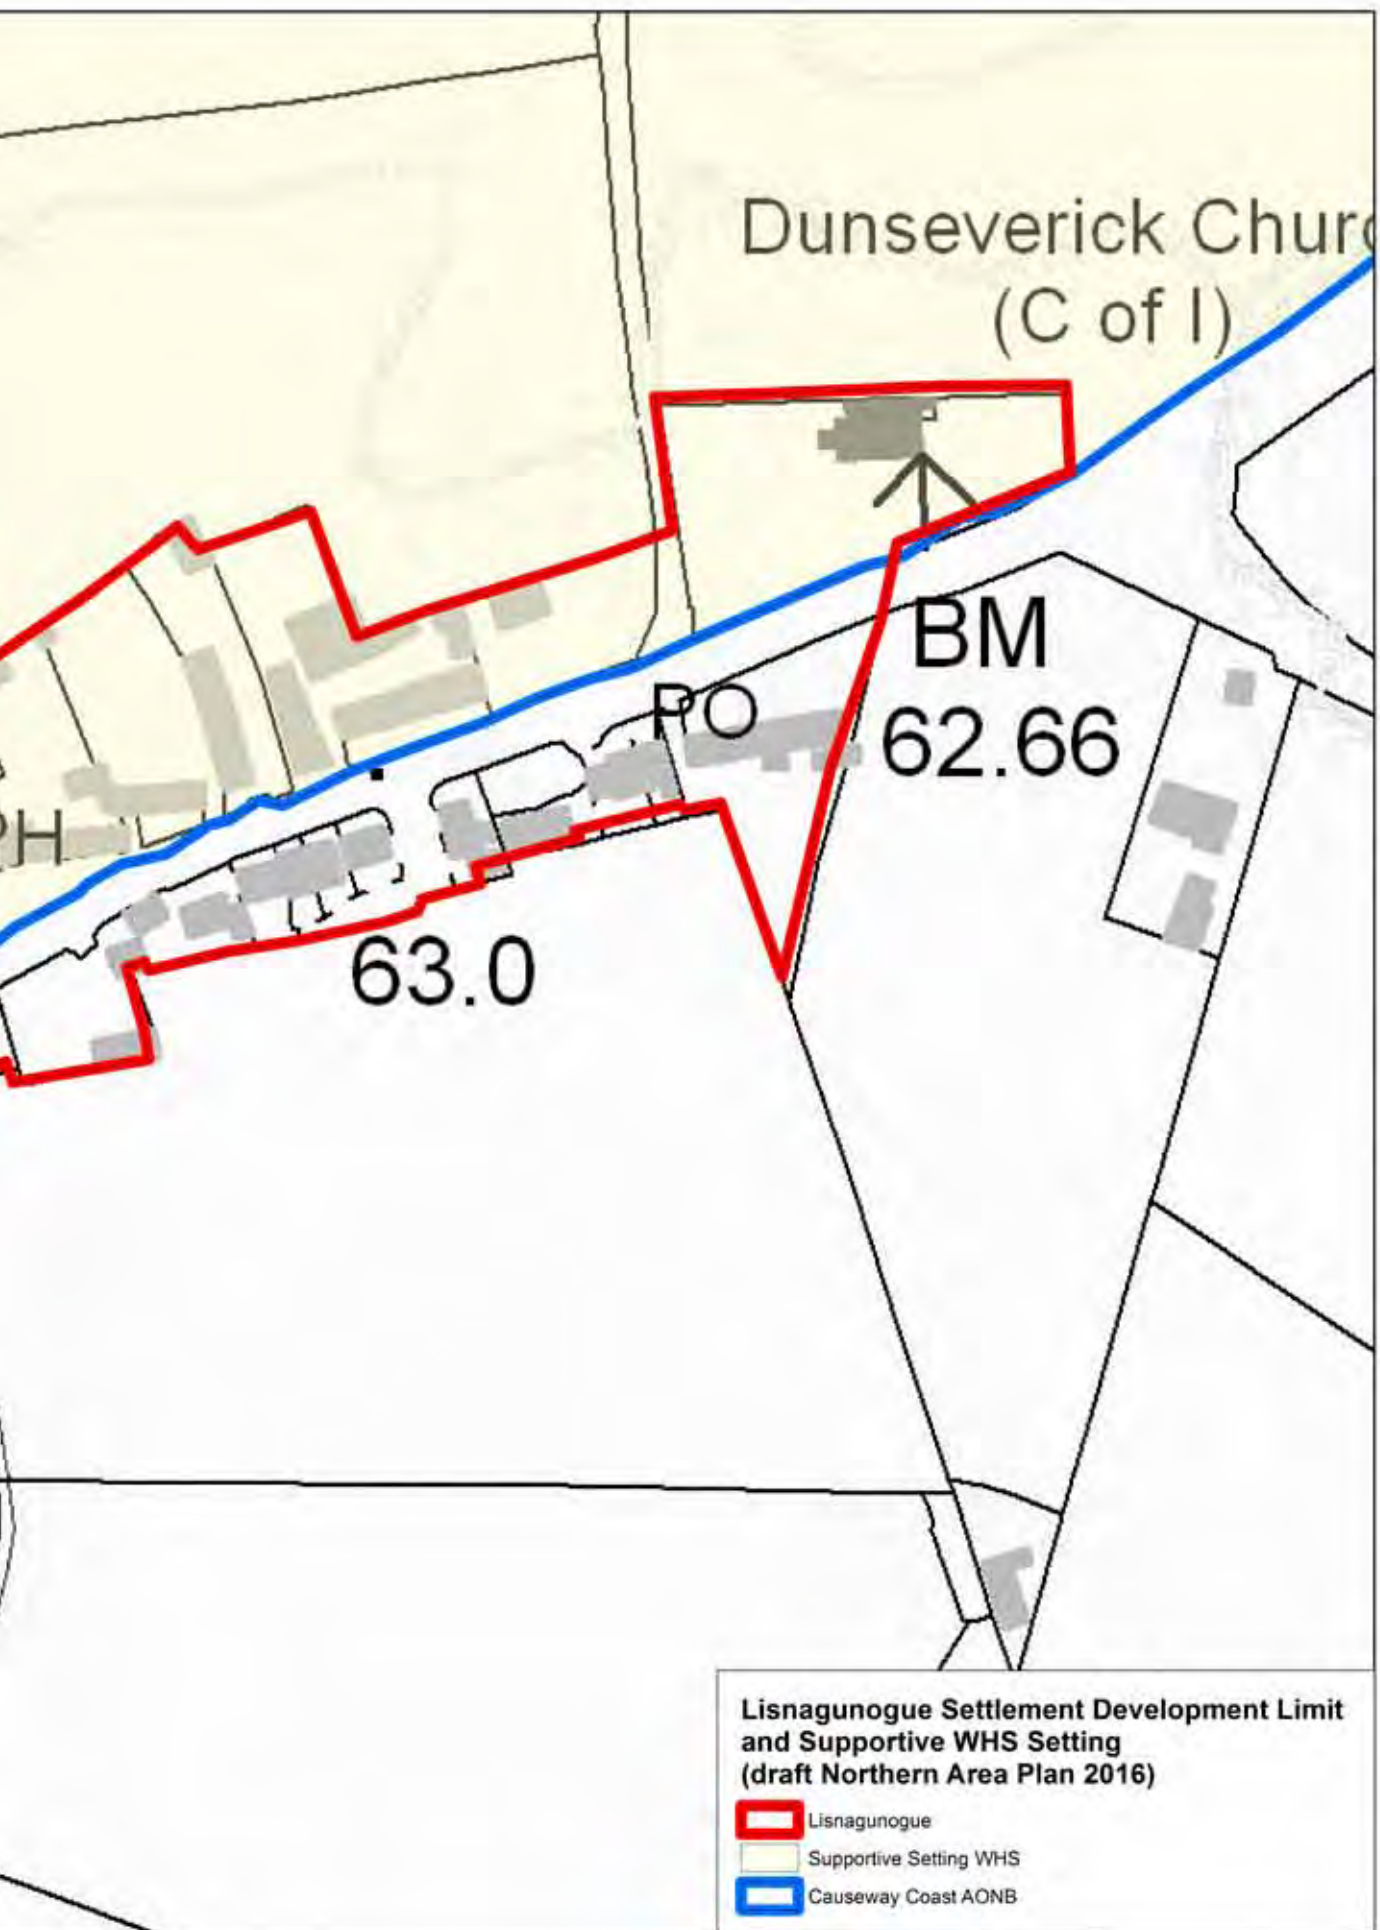 Dunseverick Churc
(C of I)
BM
62.66
PO
PH
63.0
Lisnagunogue Settlement Development Limit
and Supportive WHS Setting
(draft Northern Area Plan 2016)
Lisnagunogue
Supportive Setting WHS
Causeway Coast AONB